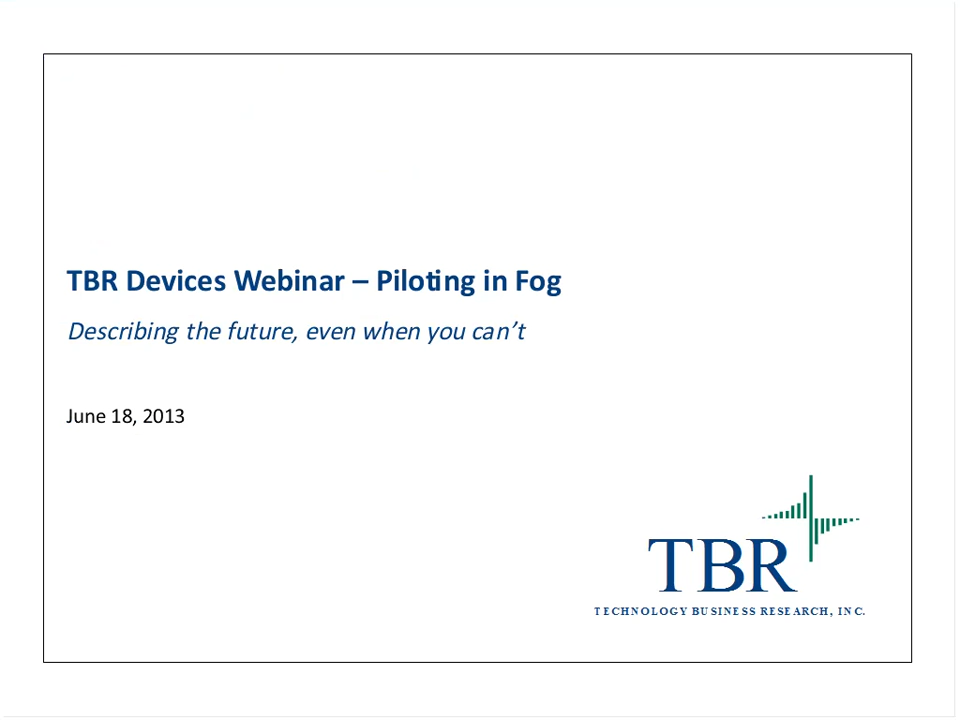 TBR Devices Webinar – Piloting in Fog
Describing the future, even when you can’t
June 18, 2013
TBR
TECHNOLOGY BUSINESS RESEARCH, INC.